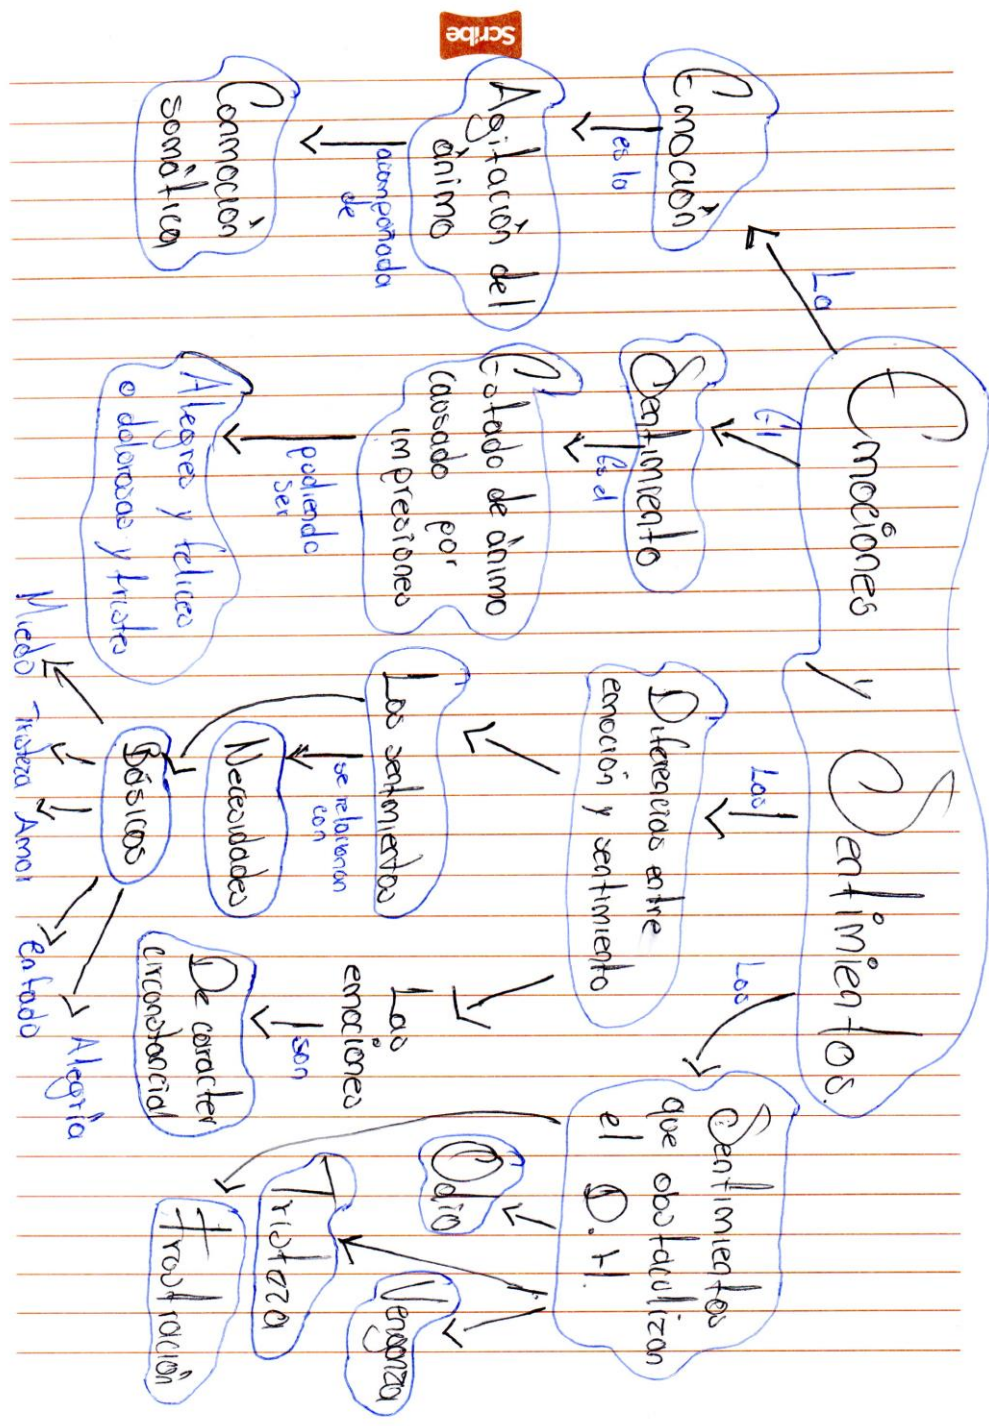 Scribe
Emociones y Sentimientos.
La
Emoción
es la
Agitación del
ánimo
acompañada
de
Conmoción
somática
El
Sentimiento
Es el
Estado de ánimo
causado por
impresiones
pudiendo
ser
Alegres y felices
o dolorosas y tristes
Las
Diferencias entre
emoción y sentimiento
Los sentimientos
se relacionan
con
Necesidades
Básicas
Miedo
Tristeza
Amor
enfado
Alegría
Las
emociones
son
De caracter
circunstancial
Los
Sentimientos
que obstaculizan
el D.H.
Odio
Venganza
Tristeza
Frustración